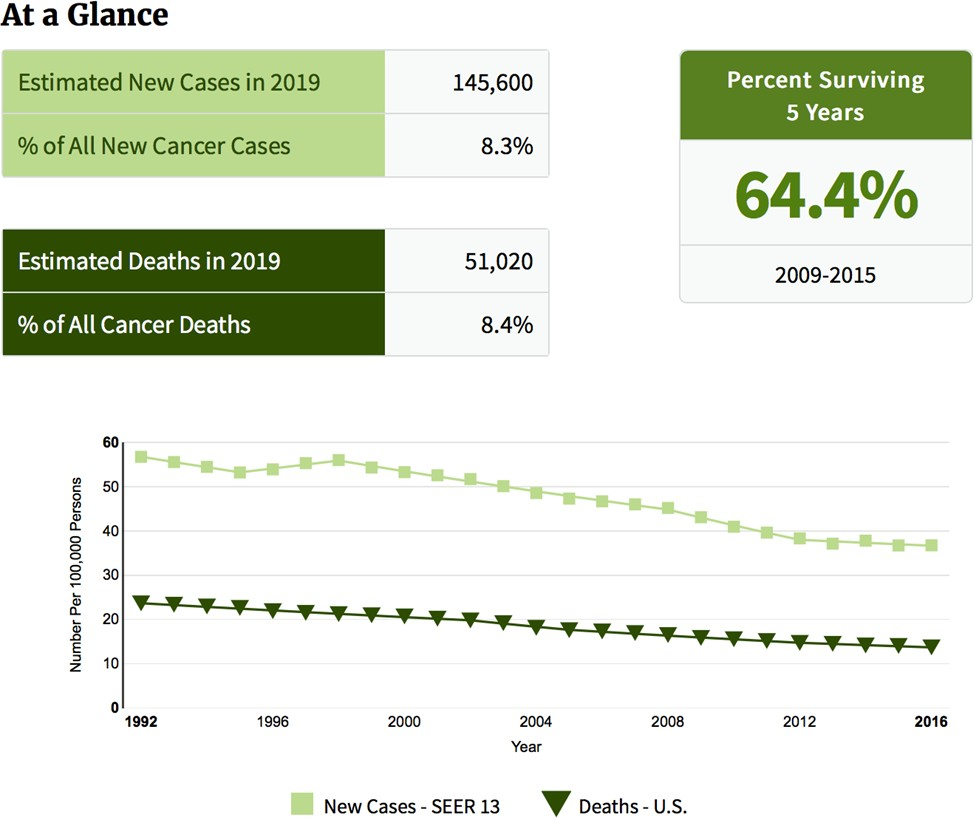 At a Glance
Estimated New Cases in 2019 145,600
% of All New Cancer Cases 8.3%
Estimated Deaths in 2019 51,020
% of All Cancer Deaths 8.4%
Percent Surviving
5 Years
64.4%
2009-2015
Number Per 100,000 Persons
60
50
40
30
20
10
0
1992 1996 2000 2004 2008 2012 2016
Year
New Cases - SEER 13 Deaths - U.S.